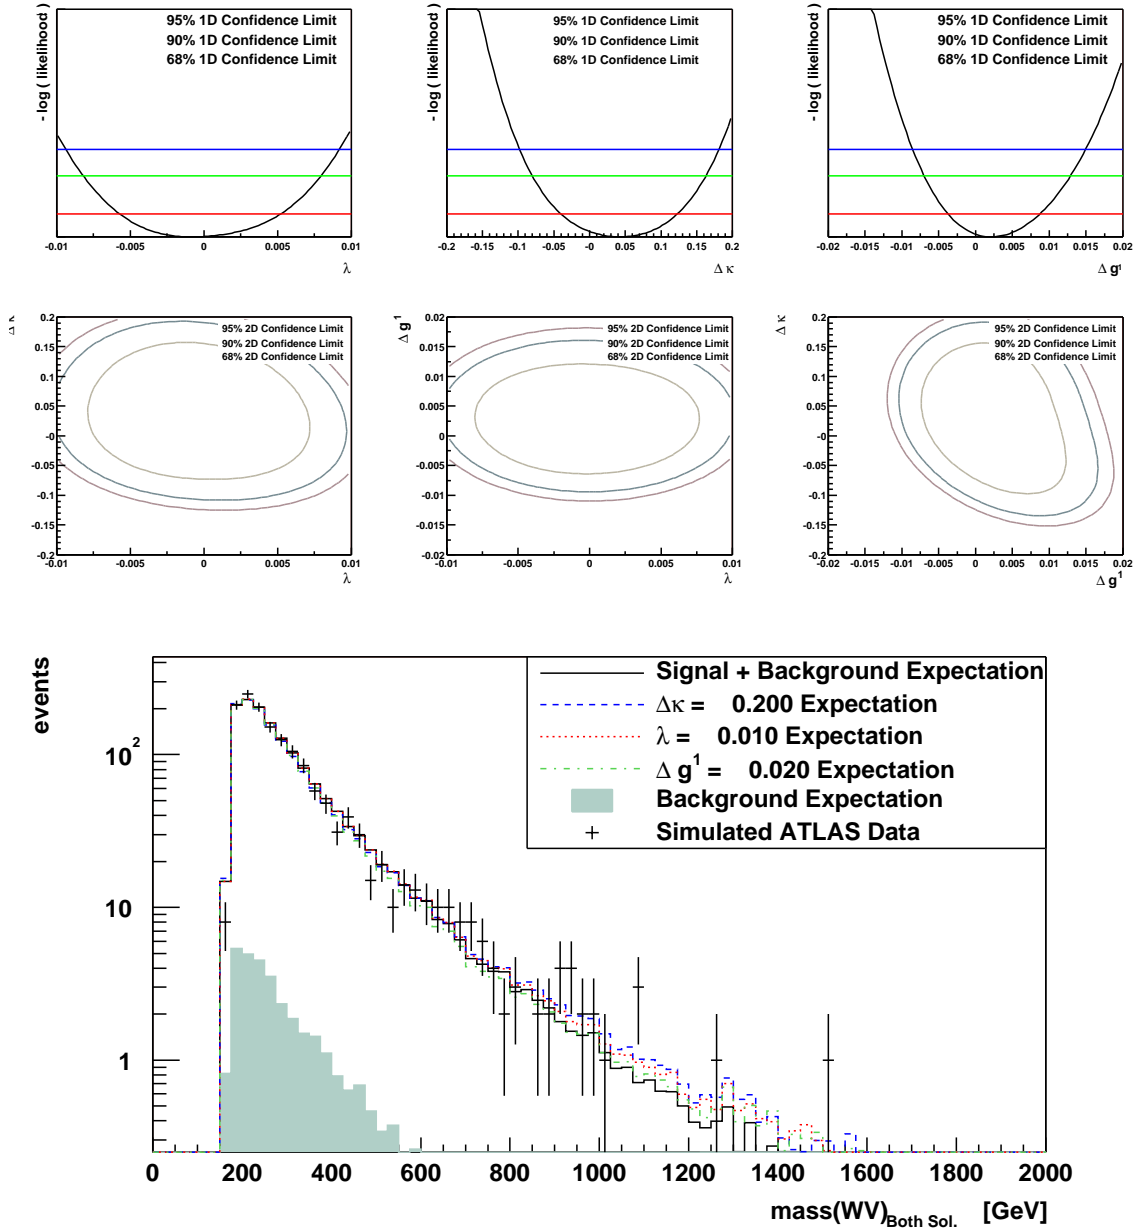 - log ( likelihood )
95% 1D Confidence Limit
90% 1D Confidence Limit
68% 1D Confidence Limit
-0.01 -0.005 0 0.005 0.01
λ
- log ( likelihood )
95% 1D Confidence Limit
90% 1D Confidence Limit
68% 1D Confidence Limit
-0.2 -0.15 -0.1 -0.05 0 0.05 0.1 0.15 0.2
Δ κ
- log ( likelihood )
95% 1D Confidence Limit
90% 1D Confidence Limit
68% 1D Confidence Limit
-0.02 -0.015 -0.01 -0.005 0 0.005 0.01 0.015 0.02
Δ g¹
Δ κ
0.2
0.15
0.1
0.05
0
-0.05
-0.1
-0.15
-0.2
95% 2D Confidence Limit
90% 2D Confidence Limit
68% 2D Confidence Limit
-0.01 -0.005 0 0.005 0.01
λ
Δ g¹
0.02
0.015
0.01
0.005
0
-0.005
-0.01
-0.015
-0.02
95% 2D Confidence Limit
90% 2D Confidence Limit
68% 2D Confidence Limit
-0.01 -0.005 0 0.005 0.01
λ
Δ κ
0.2
0.15
0.1
0.05
0
-0.05
-0.1
-0.15
-0.2
95% 2D Confidence Limit
90% 2D Confidence Limit
68% 2D Confidence Limit
-0.02 -0.015 -0.01 -0.005 0 0.005 0.01 0.015 0.02
Δ g¹
events
10²
10
1
Signal + Background Expectation
Δκ = 0.200 Expectation
λ = 0.010 Expectation
Δ g¹ = 0.020 Expectation
Background Expectation
Simulated ATLAS Data
0 200 400 600 800 1000 1200 1400 1600 1800 2000
mass(WV)Both Sol. [GeV]